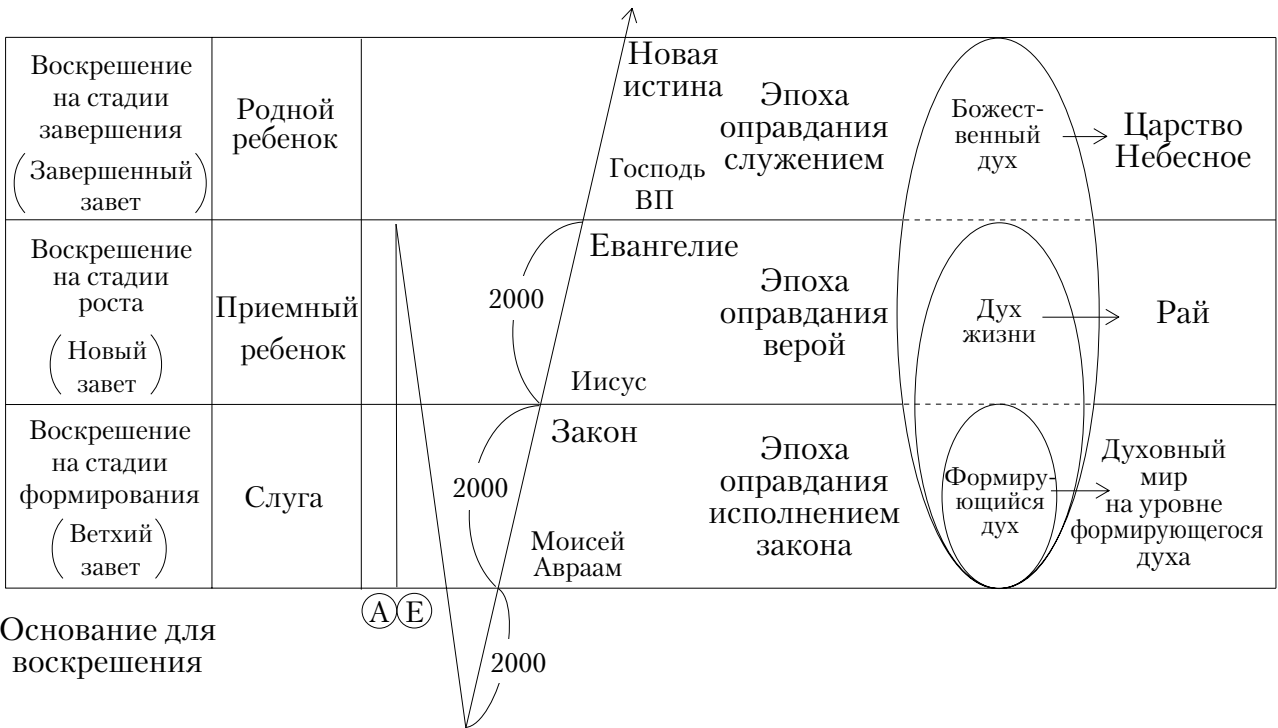 Воскрешение
на стадии
завершения
(Завершенный
завет)
Родной
ребенок
Новая
истина
Господь
ВП
Эпоха
оправдания
служением
Божест-
венный
дух
Царство
Небесное
Воскрешение
на стадии
роста
(Новый
завет)
Приемный
ребенок
2000
Евангелие
Иисус
Эпоха
оправдания
верой
Дух
жизни
Рай
Воскрешение
на стадии
формирования
(Ветхий
завет)
Слуга
2000
Закон
Моисей
Авраам
Эпоха
оправдания
исполнением
закона
Формиру-
ющийся
дух
Духовный
мир
на уровне
формирующегося
духа
А Е
Основание для
воскрешения
2000